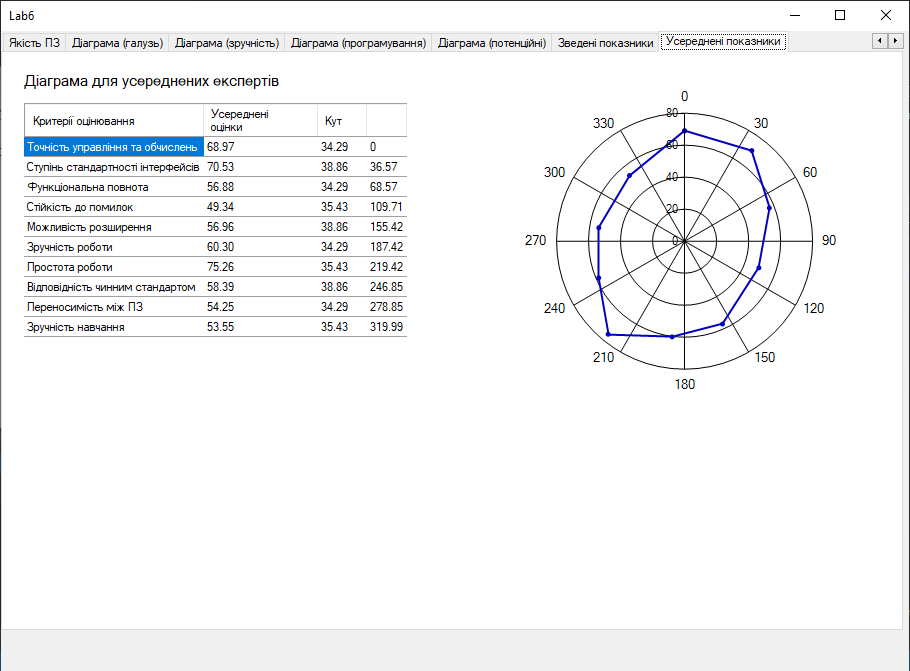 Lab6
Якість ПЗ Діаграма (галузь) Діаграма (зручність) Діаграма (програмування) Діаграма (потенційні) Зведені показники Усереднені показники
Діаграма для усереднених експертів
Критерії оцінювання Усереднені оцінки Кут
Точність управління та обчислень 68.97 34.29 0
Ступінь стандартності інтерфейсів 70.53 38.86 36.57
Функціональна повнота 56.88 34.29 68.57
Стійкість до помилок 49.34 35.43 109.71
Можливість розширення 56.96 38.86 155.42
Зручність роботи 60.30 34.29 187.42
Простота роботи 75.26 35.43 219.42
Відповідність чинним стандартом 58.39 38.86 246.85
Переносимість між ПЗ 54.25 34.29 278.85
Зручність навчання 53.55 35.43 319.99
0
330 80 30
60
300 40 60
20
270 0 90
240 120
210 150
180